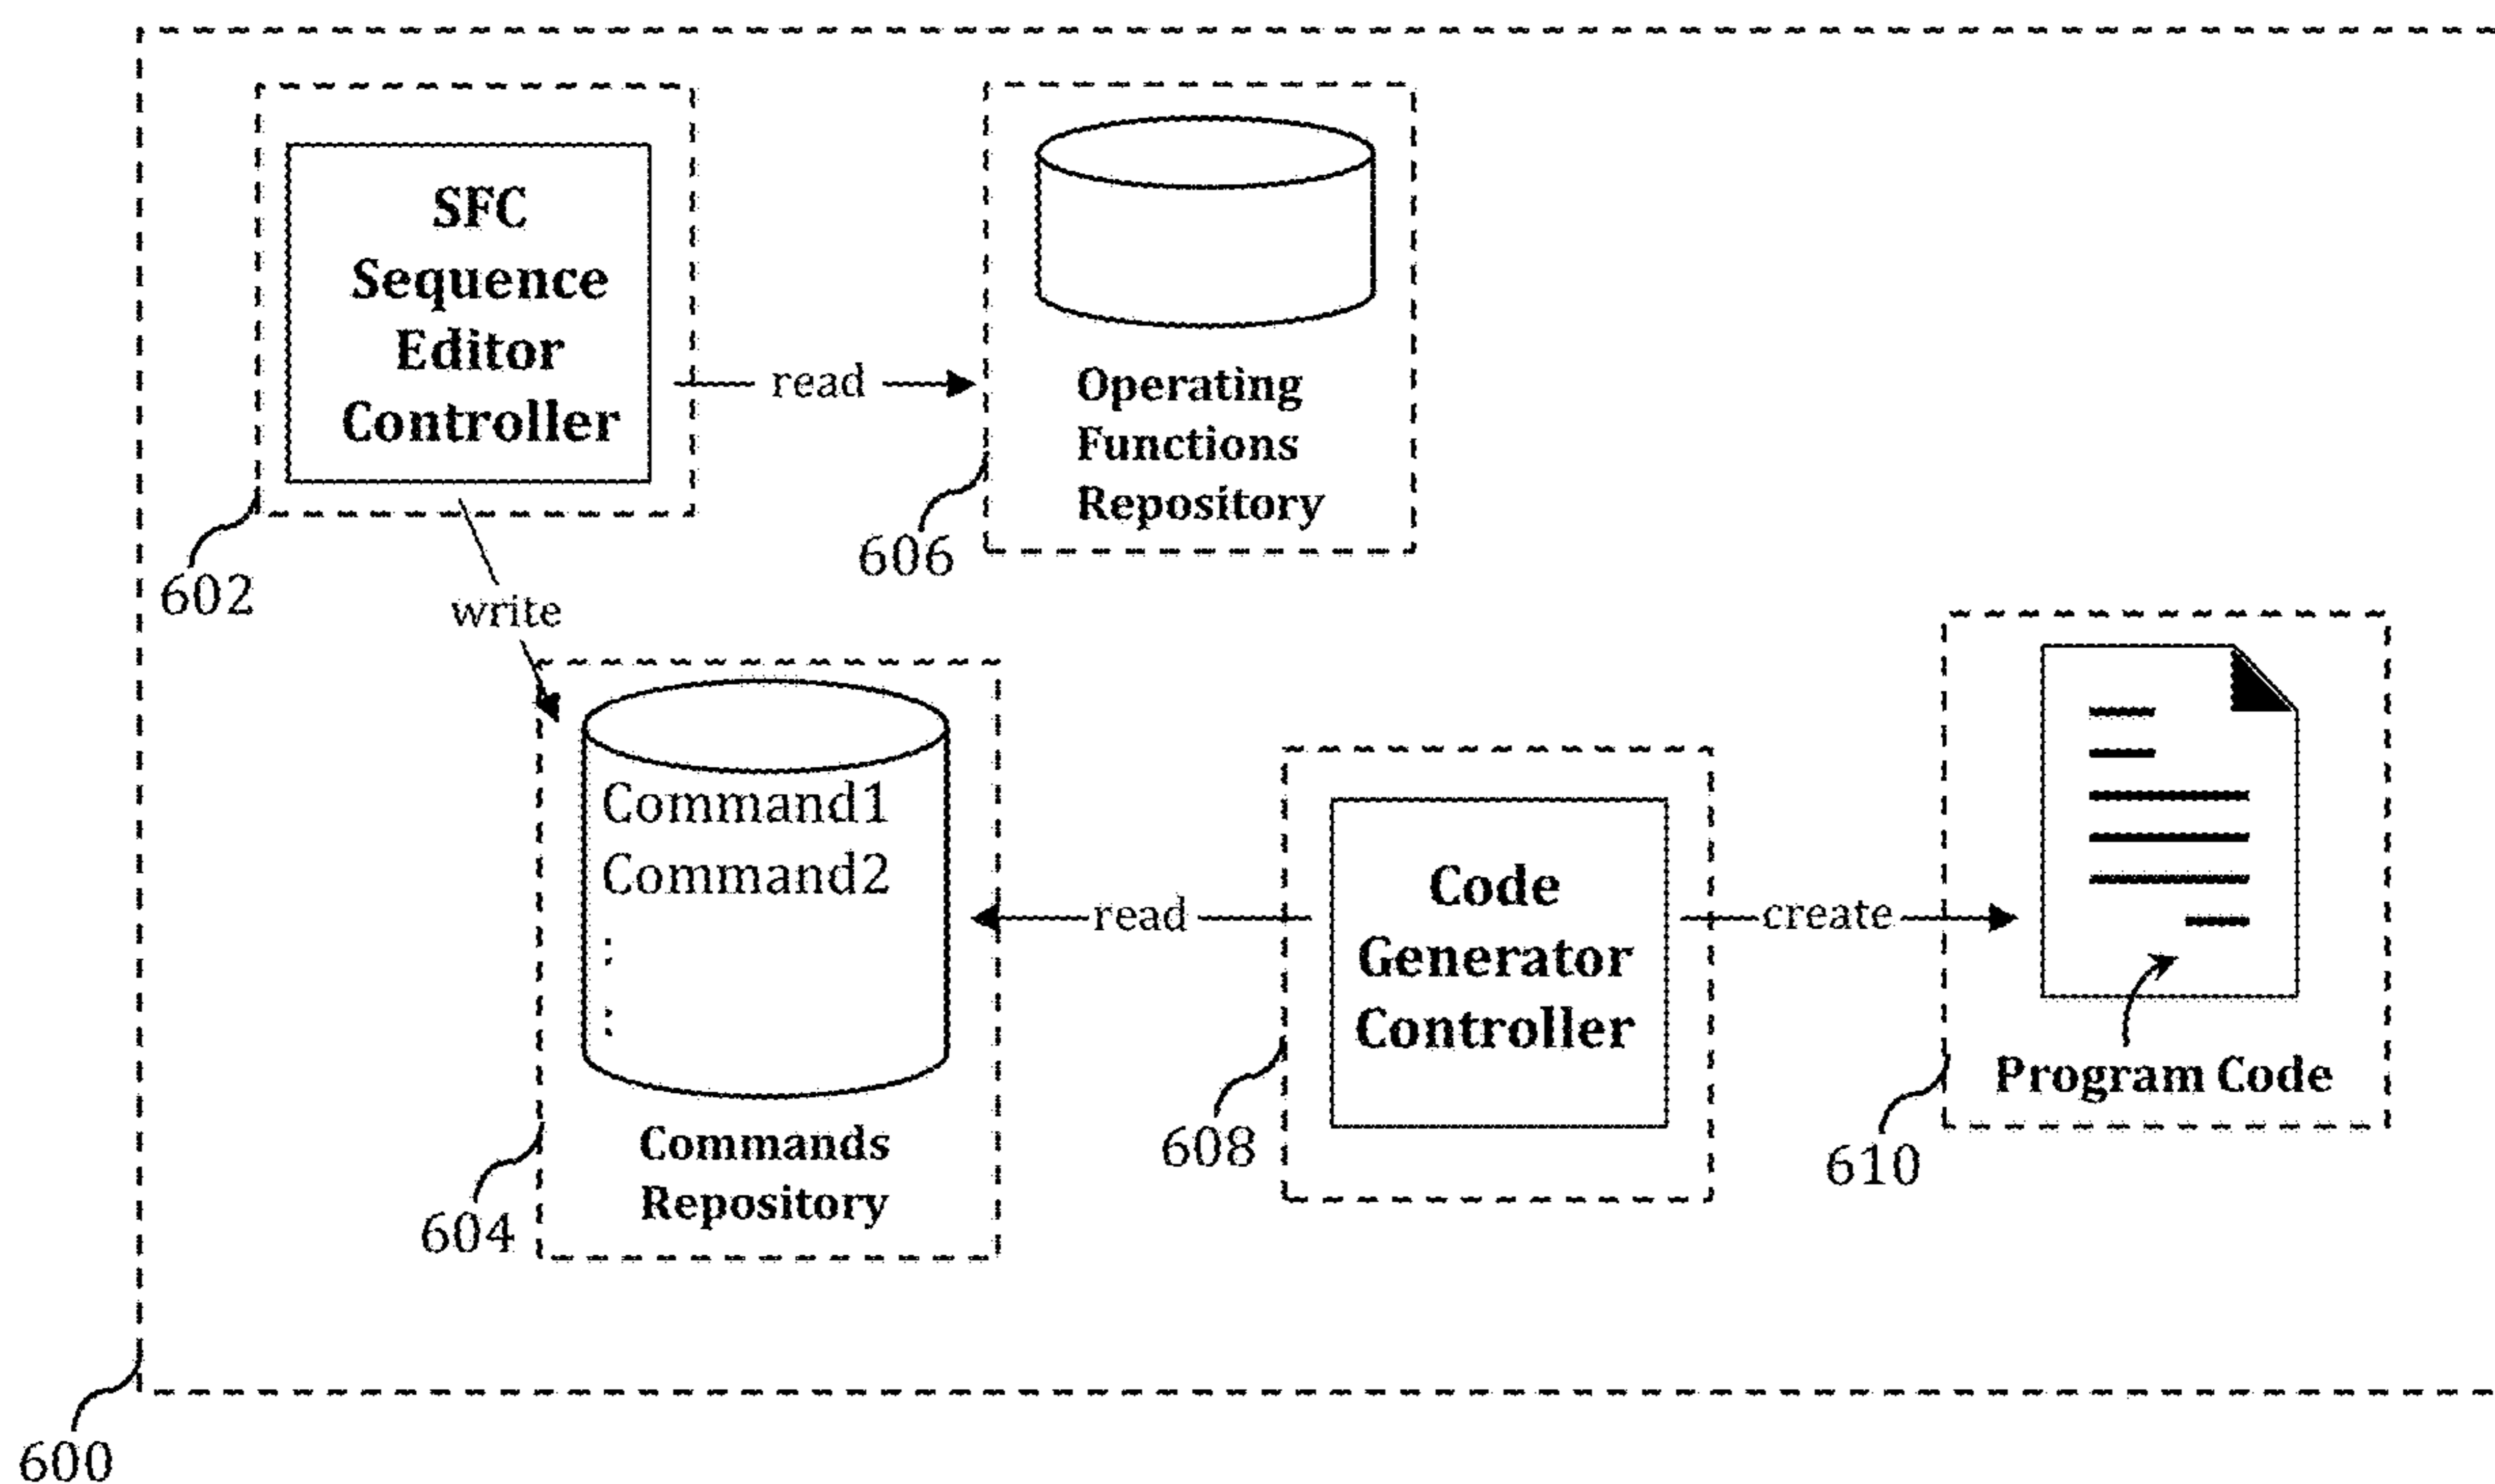 SFC
Sequence
Editor
Controller
read
Operating
Functions
Repository
606
602
write
Command1
Command2
:
:
Commands
Repository
604
read
Code
Generator
Controller
608
create
Program Code
610
600